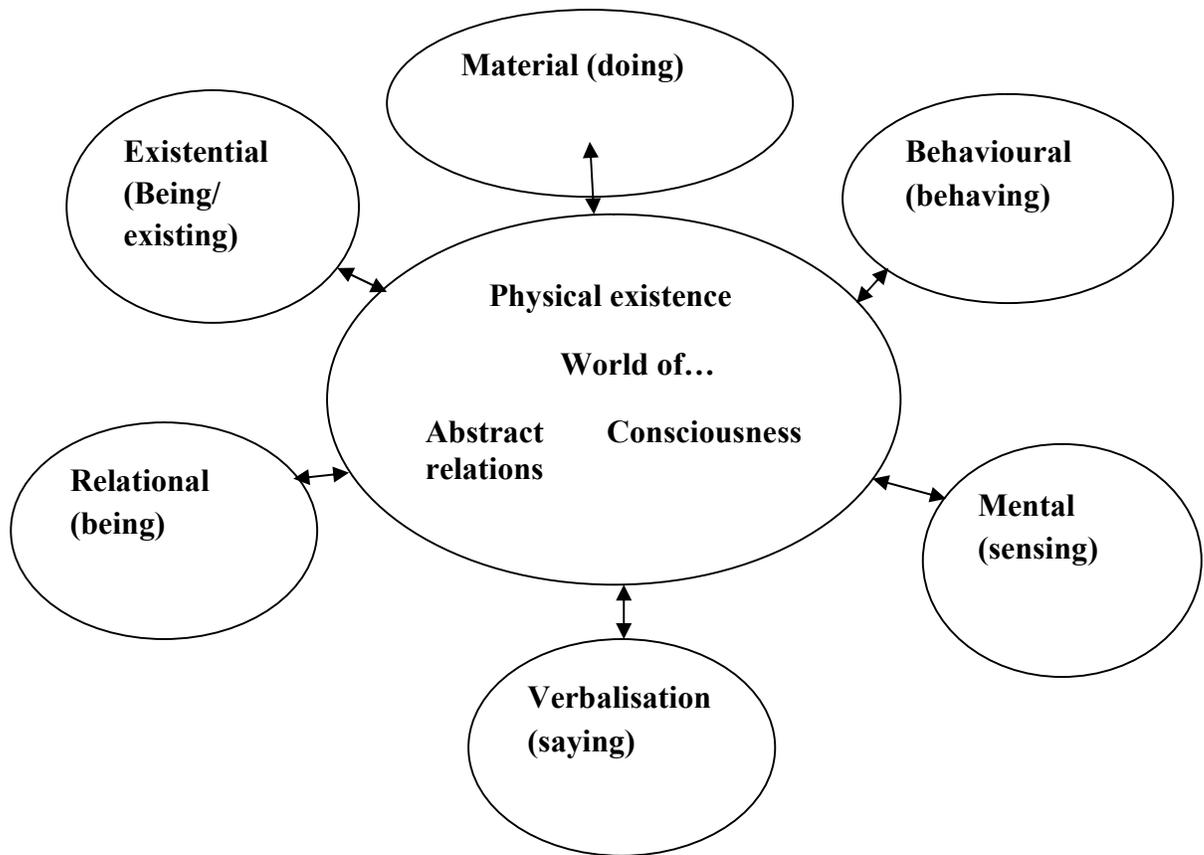 Material (doing)
Existential
(Being/
existing)
Behavioural
(behaving)
Physical existence
World of…
Abstract
relations
Consciousness
Relational
(being)
Mental
(sensing)
Verbalisation
(saying)